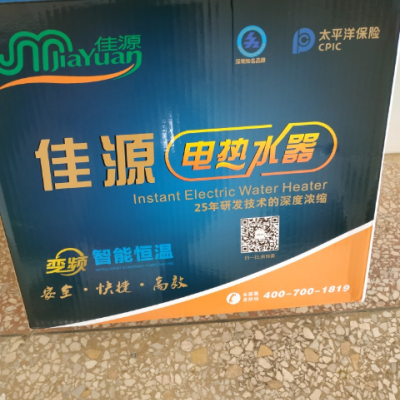 JiaYuan 佳源
太平洋保险
CPIC
佳源 电热水器
Instant Electric Water Heater
25年研发技术的深度浓缩
变频 智能恒温
安全·快捷·高效
400-700-1819